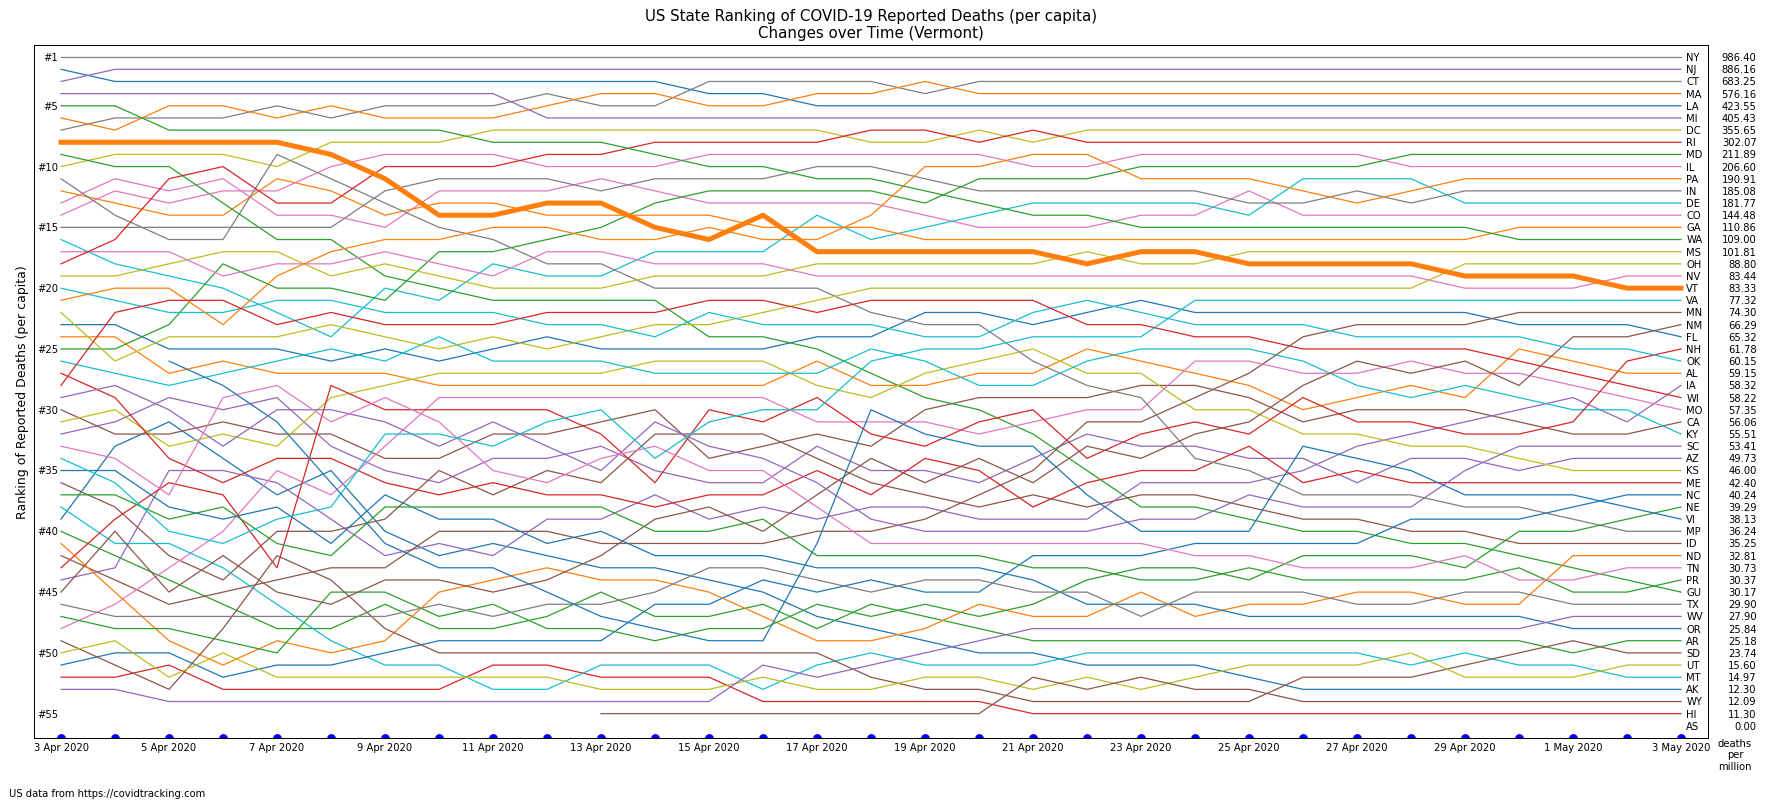 US State Ranking of COVID-19 Reported Deaths (per capita)
Changes over Time (Vermont)
Ranking of Reported Deaths (per capita)
#1
#5
#10
#15
#20
#25
#30
#35
#40
#45
#50
#55
NY 986.40
NJ 886.16
CT 683.25
MA 576.16
LA 423.55
MI 405.43
DC 355.65
RI 302.07
MD 211.89
IL 206.60
PA 190.91
IN 185.08
DE 181.77
CO 144.48
GA 110.86
WA 109.00
MS 101.81
OH 88.80
NV 83.44
VT 83.33
VA 77.32
MN 74.30
NM 66.29
FL 65.32
NH 61.78
OK 60.15
AL 59.15
IA 58.32
WI 58.22
MO 57.35
CA 56.06
KY 55.51
SC 53.41
AZ 49.73
KS 46.00
ME 42.40
NC 40.24
NE 39.29
VI 38.13
MP 36.24
ID 35.25
ND 32.81
TN 30.73
PR 30.37
GU 30.17
TX 29.90
WV 27.90
OR 25.84
AR 25.18
SD 23.74
UT 15.60
MT 14.97
AK 12.30
WY 12.09
HI 11.30
AS 0.00
3 Apr 2020 5 Apr 2020 7 Apr 2020 9 Apr 2020 11 Apr 2020 13 Apr 2020 15 Apr 2020 17 Apr 2020 19 Apr 2020 21 Apr 2020 23 Apr 2020 25 Apr 2020 27 Apr 2020 29 Apr 2020 1 May 2020 3 May 2020
deaths
per
million
US data from https://covidtracking.com